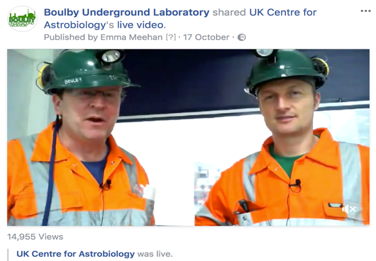 Boulby Underground Laboratory shared UK Centre for
Astrobiology's live video.
Published by Emma Meehan [?] · 17 October ·
14,955 Views
UK Centre for Astrobiology was live.